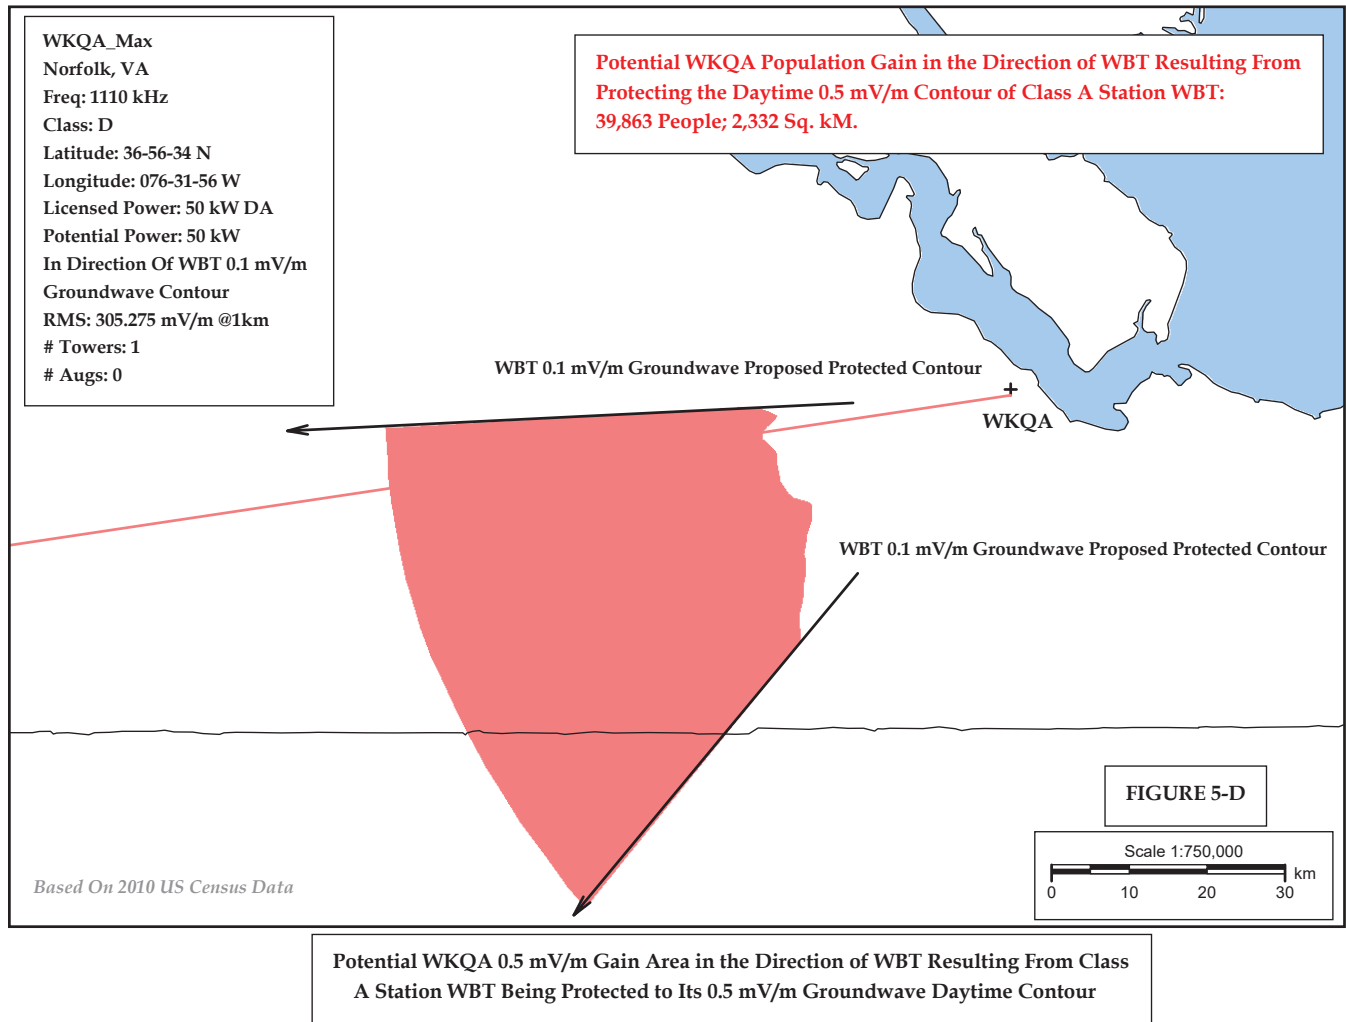 WKQA_Max
Norfolk, VA
Freq: 1110 kHz
Class: D
Latitude: 36-56-34 N
Longitude: 076-31-56 W
Licensed Power: 50 kW DA
Potential Power: 50 kW
In Direction Of WBT 0.1 mV/m
Groundwave Contour
RMS: 305.275 mV/m @1km
# Towers: 1
# Augs: 0
Potential WKQA Population Gain in the Direction of WBT Resulting From
Protecting the Daytime 0.5 mV/m Contour of Class A Station WBT:
39,863 People; 2,332 Sq. kM.
WBT 0.1 mV/m Groundwave Proposed Protected Contour
WKQA
WBT 0.1 mV/m Groundwave Proposed Protected Contour
FIGURE 5-D
Scale 1:750,000
km
0 10 20 30
Based On 2010 US Census Data
Potential WKQA 0.5 mV/m Gain Area in the Direction of WBT Resulting From Class
A Station WBT Being Protected to Its 0.5 mV/m Groundwave Daytime Contour